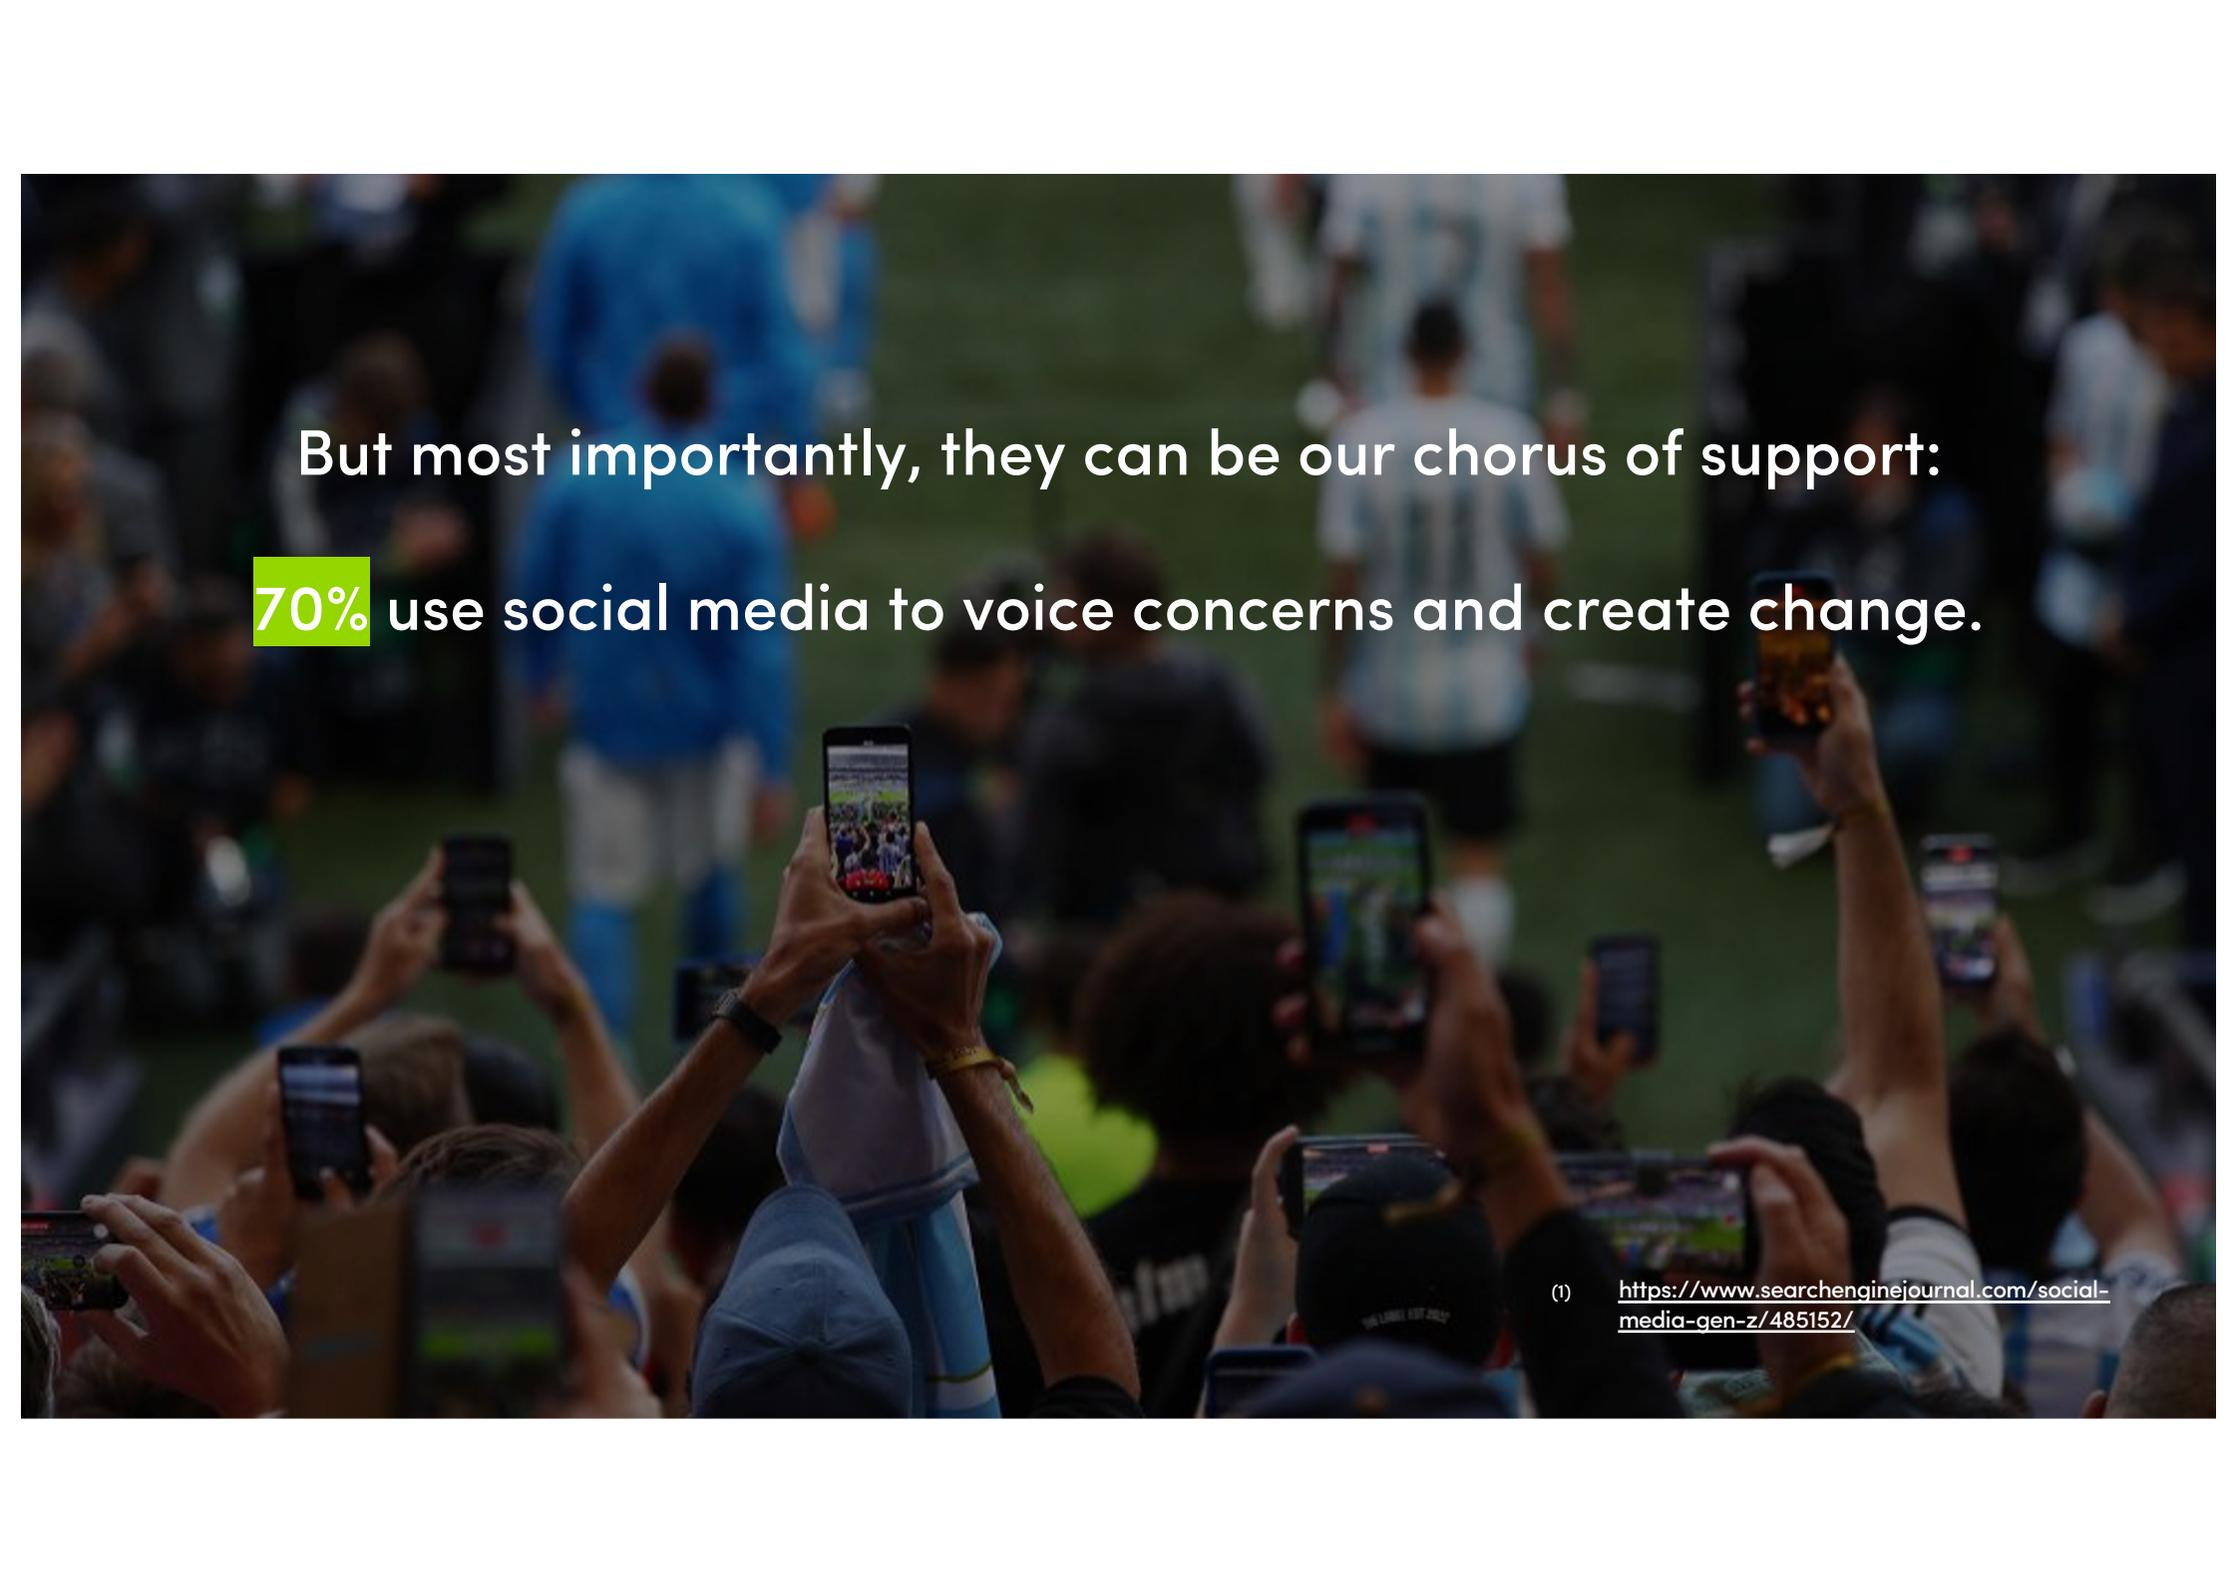 But most importantly, they can be our chorus of support:
70% use social media to voice concerns and create change.
(1) https://www.searchenginejournal.com/social-
media-gen-z/485152/